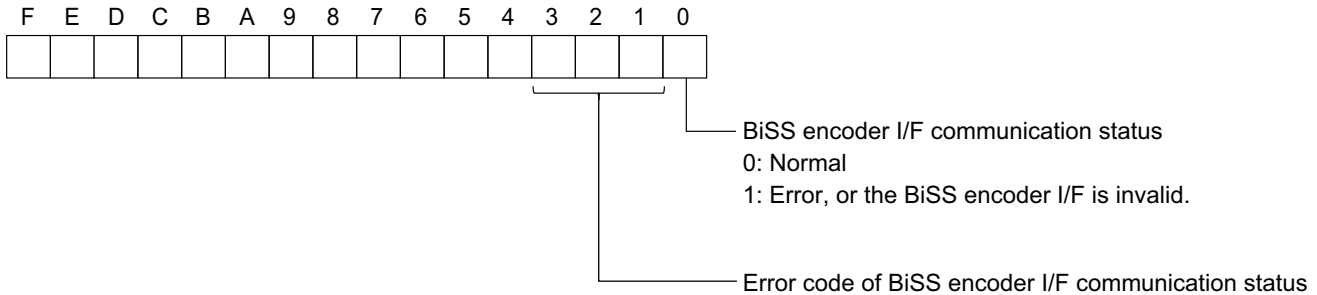 F E D C B A 9 8 7 6 5 4 3 2 1 0
BiSS encoder I/F communication status
0: Normal
1: Error, or the BiSS encoder I/F is invalid.
Error code of BiSS encoder I/F communication status